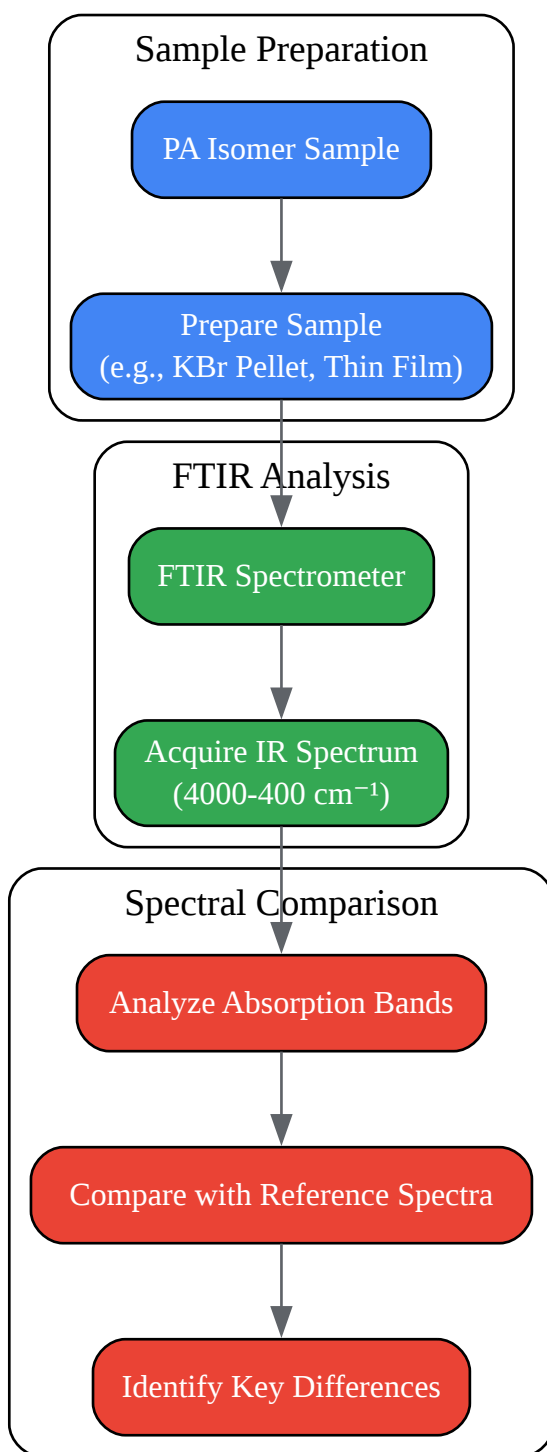 Sample Preparation
PA Isomer Sample
Prepare Sample
(e.g., KBr Pellet, Thin Film)
FTIR Analysis
FTIR Spectrometer
Acquire IR Spectrum
(4000-400 cm⁻¹)
Spectral Comparison
Analyze Absorption Bands
Compare with Reference Spectra
Identify Key Differences